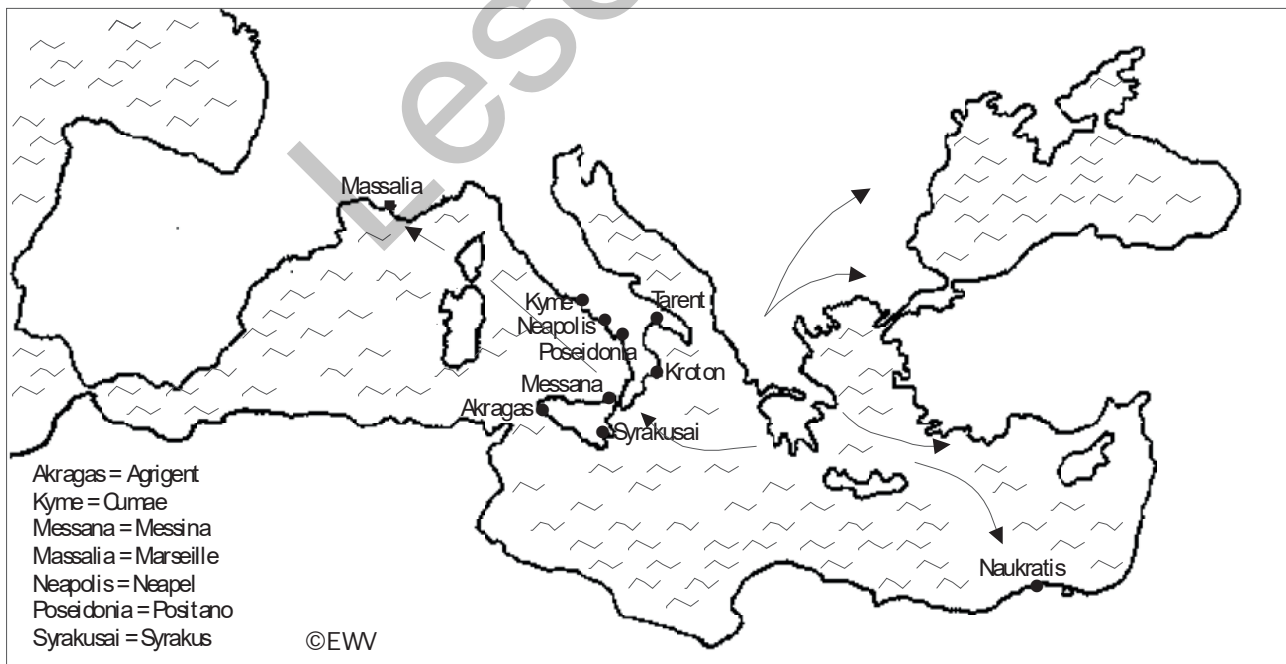 Leseprobe
Massalia
Kyme
Tarent
Neapolis
Poseidonia
Kroton
Messana
Akragas
Syrakusai
Naukratis
Akragas = Agrigent
Kyme = Cumae
Messana = Messina
Massalia = Marseille
Neapolis = Neapel
Poseidonia = Positano
Syrakusai = Syrakus
©EWV